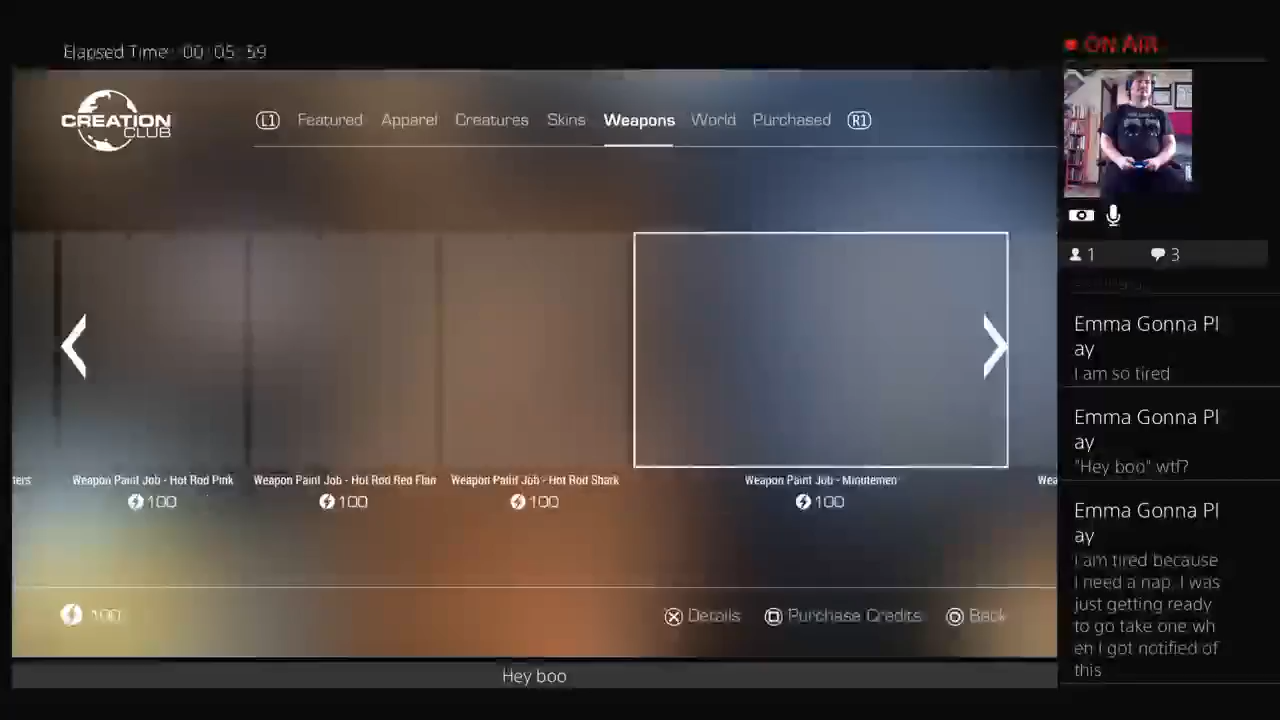 Elapsed Time 00 05 59
ON AIR
CREATION CLUB
L1 Featured Apparel Creatures Skins Weapons World Purchased R1
1 3
Emma Gonna Pl
ay
I am so tired
Emma Gonna Pl
ay
"Hey boo" wtf?
ters Weapon Paint Job - Hot Rod Pink Weapon Paint Job - Hot Rod Red Flan Weapon Paint Job - Hot Rod Shark Weapon Paint Job - Minutemen Wea
100 100 100 100
Emma Gonna Pl
ay
I am tired because
I need a nap. I was
just getting ready
to go take one wh
en I got notified of
this
100 Details Purchase Credits Back
Hey boo